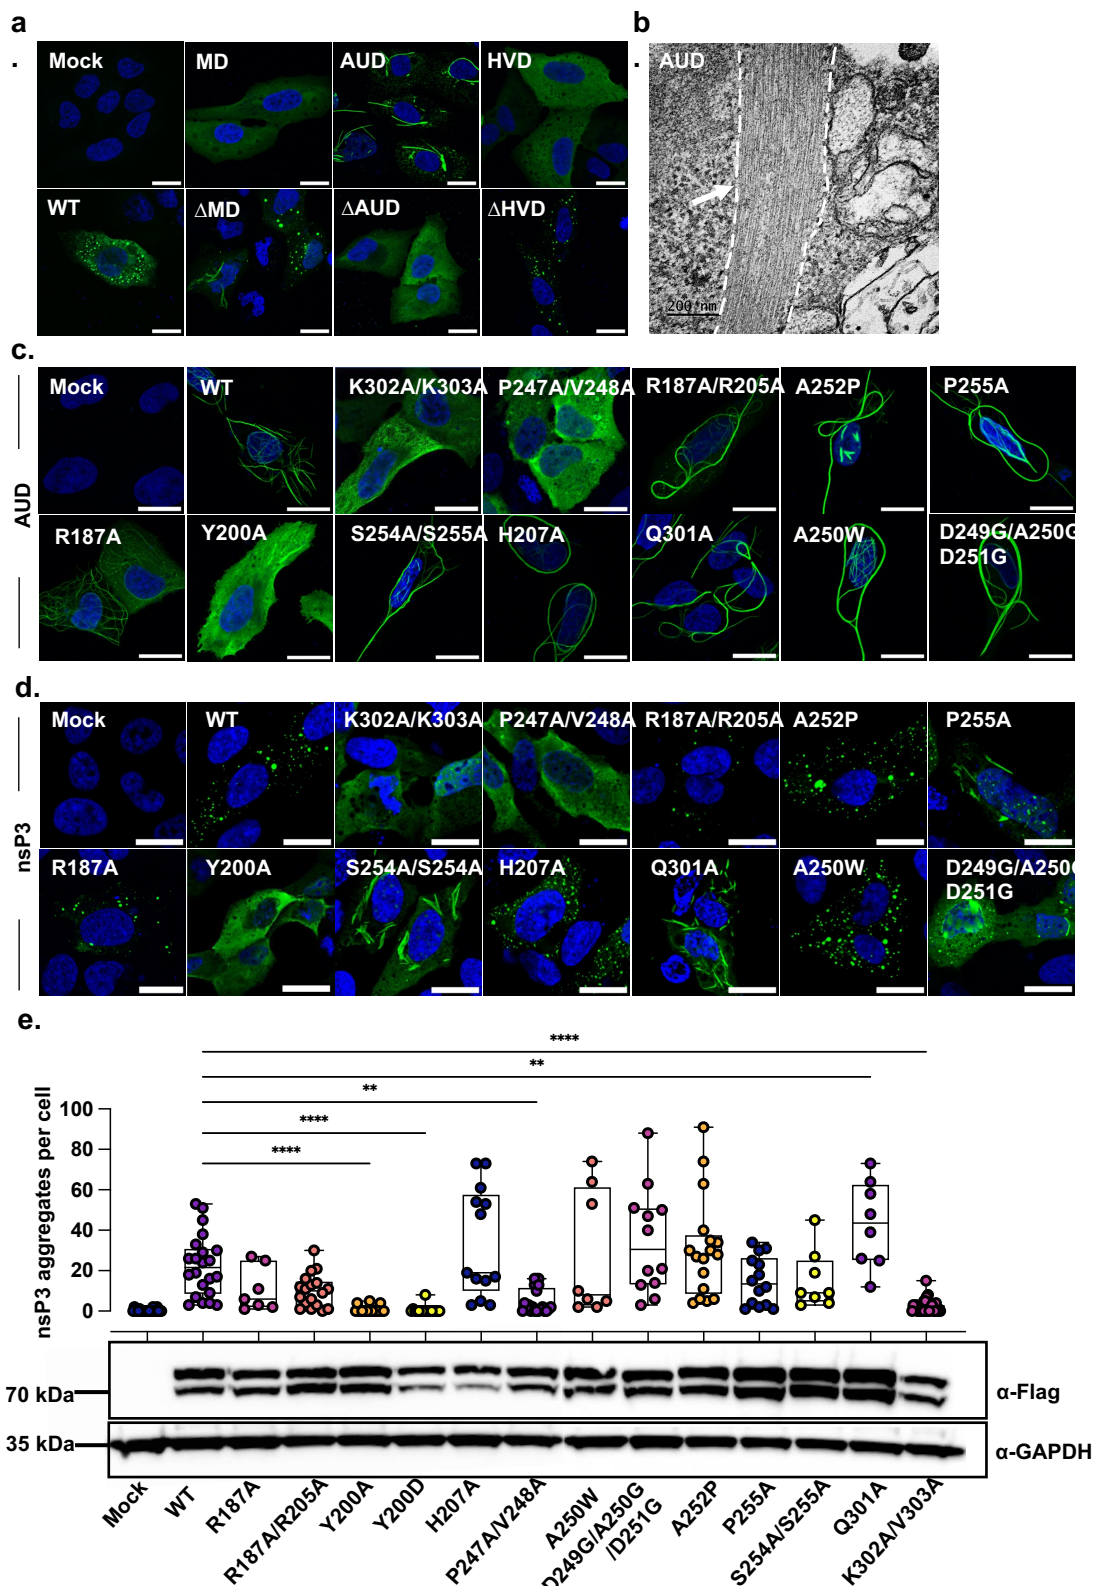 a
.
Mock
MD
AUD
HVD
WT
∆MD
∆AUD
∆HVD
b
.
AUD
200 nm
c.
AUD
Mock
WT
K302A/K303A
P247A/V248A
R187A/R205A
A252P
P255A
R187A
Y200A
S254A/S255A
H207A
Q301A
A250W
D249G/A250G
D251G
d.
nsP3
Mock
WT
K302A/K303A
P247A/V248A
R187A/R205A
A252P
P255A
R187A
Y200A
S254A/S254A
H207A
Q301A
A250W
D249G/A250G
D251G
e.
****
**
**
****
****
nsP3 aggregates per cell
100
80
60
40
20
0
70 kDa
α-Flag
35 kDa
α-GAPDH
Mock
WT
R187A
R187A/R205A
Y200A
Y200D
H207A
P247A/V248A
A250W
D249G/A250G
/D251G
A252P
P255A
S254A/S255A
Q301A
K302A/V303A